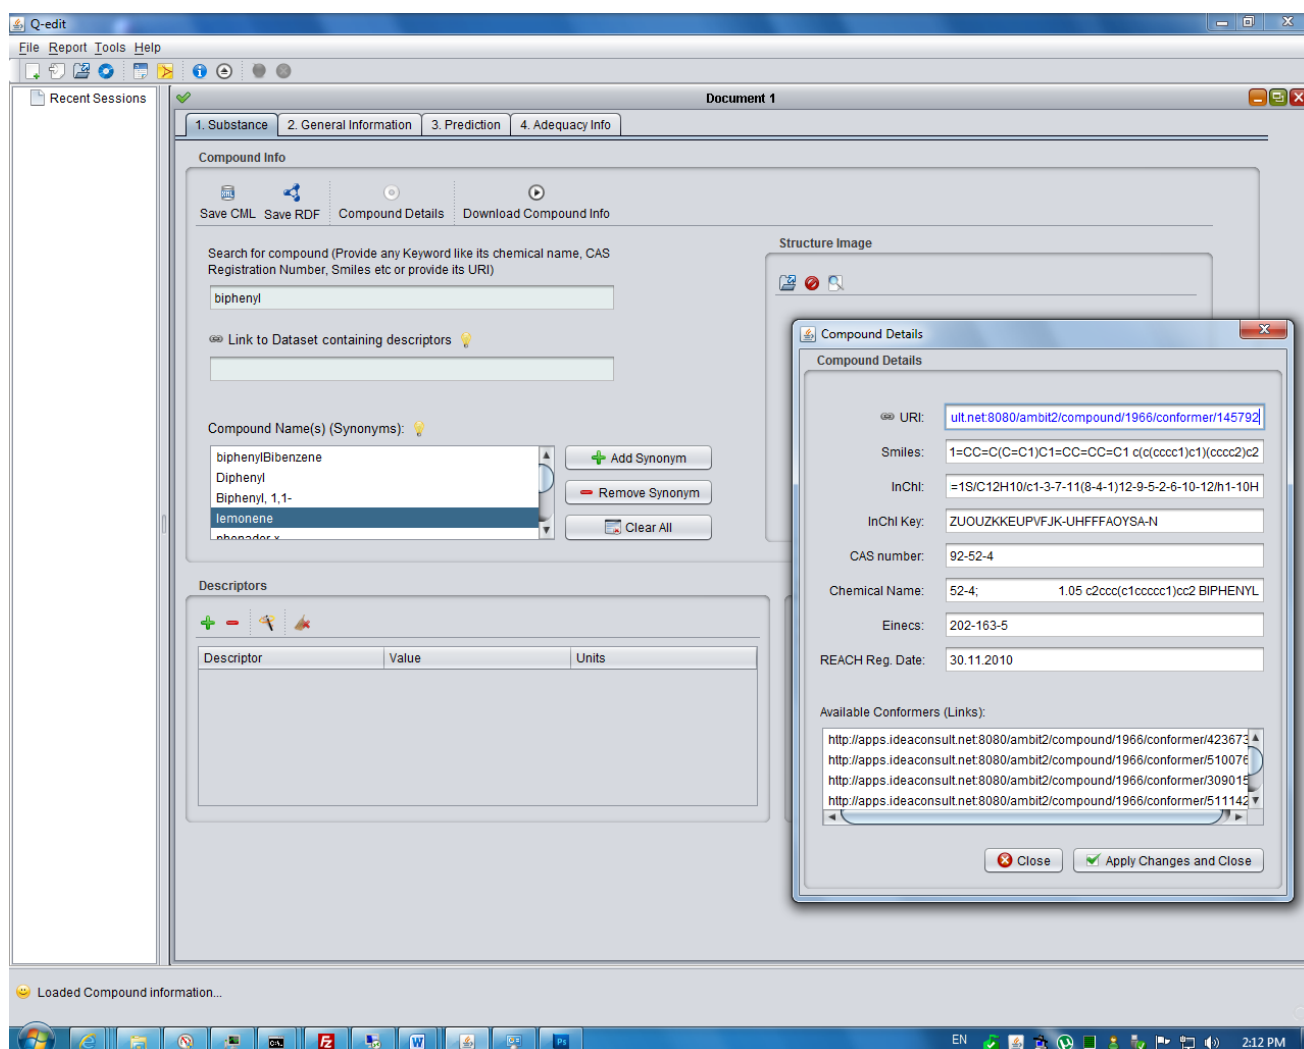 Q-edit
File Report Tools Help
Recent Sessions
Document 1
1. Substance 2. General Information 3. Prediction 4. Adequacy Info
Compound Info
Save CML Save RDF Compound Details Download Compound Info
Search for compound (Provide any Keyword like its chemical name, CAS
Registration Number, Smiles etc or provide its URI)
biphenyl
Link to Dataset containing descriptors
Compound Name(s) (Synonyms):
biphenylBibenzene
Diphenyl
Biphenyl, 1,1-
lemonene
phenador x
Add Synonym
Remove Synonym
Clear All
Structure Image
Descriptors
Descriptor Value Units
Compound Details
Compound Details
URI: ult.net:8080/ambit2/compound/1966/conformer/145792
Smiles: 1=CC=C(C=C1)C1=CC=CC=C1 c(c(cccc1)c1)(cccc2)c2
InChI: =1S/C12H10/c1-3-7-11(8-4-1)12-9-5-2-6-10-12/h1-10H
InChI Key: ZUOUZKKEUPVFJK-UHFFFAOYSA-N
CAS number: 92-52-4
Chemical Name: 52-4; 1.05 c2ccc(c1ccccc1)cc2 BIPHENYL
Einecs: 202-163-5
REACH Reg. Date: 30.11.2010
Available Conformers (Links):
http://apps.ideaconsult.net:8080/ambit2/compound/1966/conformer/423673
http://apps.ideaconsult.net:8080/ambit2/compound/1966/conformer/510076
http://apps.ideaconsult.net:8080/ambit2/compound/1966/conformer/309015
http://apps.ideaconsult.net:8080/ambit2/compound/1966/conformer/511142
Close Apply Changes and Close
Loaded Compound information...
EN 2:12 PM